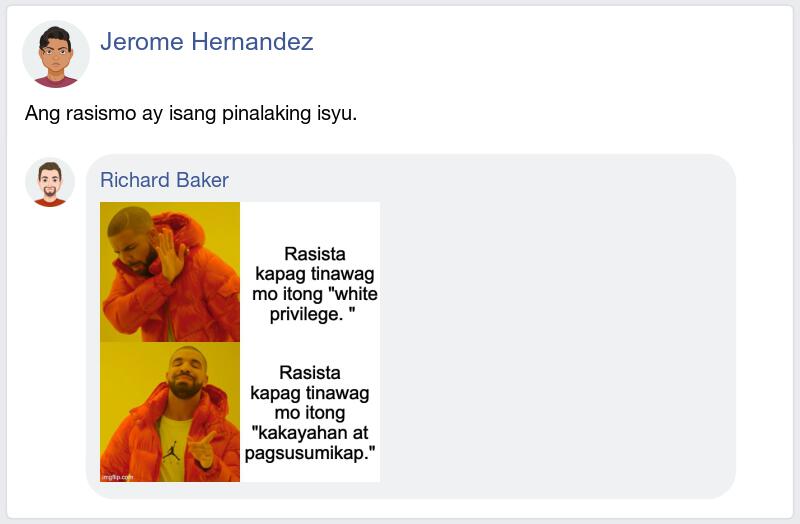 Jerome Hernandez
Ang rasismo ay isang pinalaking isyu.
Richard Baker
Rasista
kapag tinawag
mo itong "white
privilege. "
Rasista
kapag tinawag
mo itong
"kakayahan at
pagsusumikap."
imgflip.com